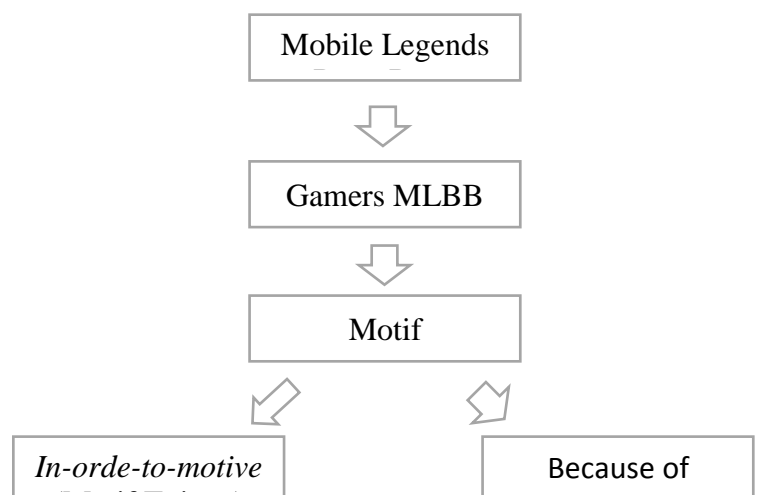 Mobile Legends
Gamers MLBB
Motif
In-orde-to-motive
Because of